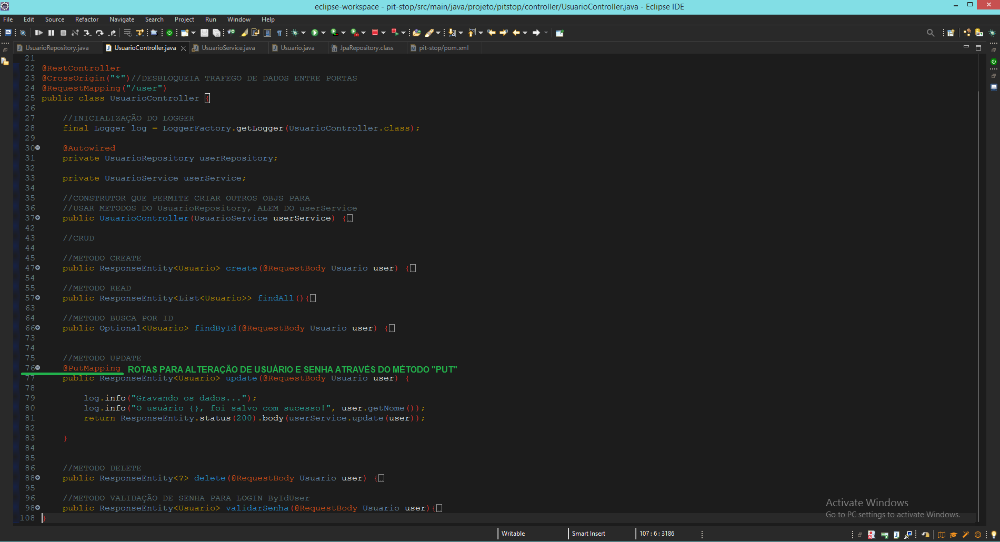 eclipse-workspace - pit-stop/src/main/java/projeto/pitstop/controller/UsuarioController.java - Eclipse IDE
File Edit Source Refactor Navigate Search Project Run Window Help
UsuarioRepository.java UsuarioController.java UsuarioService.java Usuario.java JpaRepository.class pit-stop/pom.xml
21
22 @RestController
23 @CrossOrigin("*")//DESBLOQUEIA TRAFEGO DE DADOS ENTRE PORTAS
24 @RequestMapping("/user")
25 public class UsuarioController {
26
27 //INICIALIZAÇÃO DO LOGGER
28 final Logger log = LoggerFactory.getLogger(UsuarioController.class);
29
30 @Autowired
31 private UsuarioRepository userRepository;
32
33 private UsuarioService userService;
34
35 //CONSTRUTOR QUE PERMITE CRIAR OUTROS OBJS PARA
36 //USAR METODOS DO UsuarioRepository, ALEM DO userService
37 public UsuarioController(UsuarioService userService) {
42
43 //CRUD
44
45 //METODO CREATE
47 public ResponseEntity<Usuario> create(@RequestBody Usuario user) {
54
55 //METODO READ
57 public ResponseEntity<List<Usuario>> findAll(){
63
64 //METODO BUSCA POR ID
66 public Optional<Usuario> findById(@RequestBody Usuario user) {
73
74
75 //METODO UPDATE
76 @PutMapping ROTAS PARA ALTERAÇÃO DE USUÁRIO E SENHA ATRAVÉS DO MÉTODO "PUT"
77 public ResponseEntity<Usuario> update(@RequestBody Usuario user) {
78
79 log.info("Gravando os dados...");
80 log.info("O usuário {}, foi salvo com sucesso!", user.getNome());
81 return ResponseEntity.status(200).body(userService.update(user));
82
83 }
84
85
86 //METODO DELETE
88 public ResponseEntity<?> delete(@RequestBody Usuario user) {
95
96 //METODO VALIDAÇÃO DE SENHA PARA LOGIN ByIdUser
98 public ResponseEntity<Usuario> validarSenha(@RequestBody Usuario user){
108 }
Activate Windows
Go to PC settings to activate Windows.
Writable Smart Insert 107 : 6 : 3186